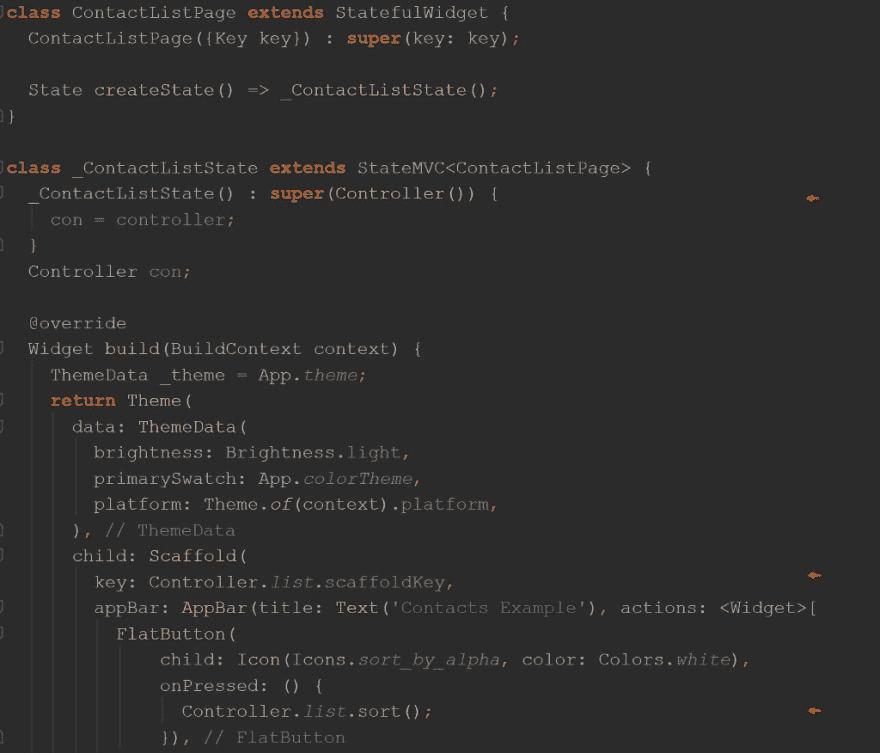 class ContactListPage extends StatefulWidget {
  ContactListPage({Key key}) : super(key: key);

  State createState() => _ContactListState();
}

class _ContactListState extends StateMVC<ContactListPage> {
  _ContactListState() : super(Controller()) {
    con = controller;
  }
  Controller con;

  @override
  Widget build(BuildContext context) {
    ThemeData _theme = App.theme;
    return Theme(
      data: ThemeData(
        brightness: Brightness.light,
        primarySwatch: App.colorTheme,
        platform: Theme.of(context).platform,
      ), // ThemeData
      child: Scaffold(
        key: Controller.list.scaffoldKey,
        appBar: AppBar(title: Text('Contacts Example'), actions: <Widget>[
          FlatButton(
              child: Icon(Icons.sort_by_alpha, color: Colors.white),
              onPressed: () {
                Controller.list.sort();
              }), // FlatButton